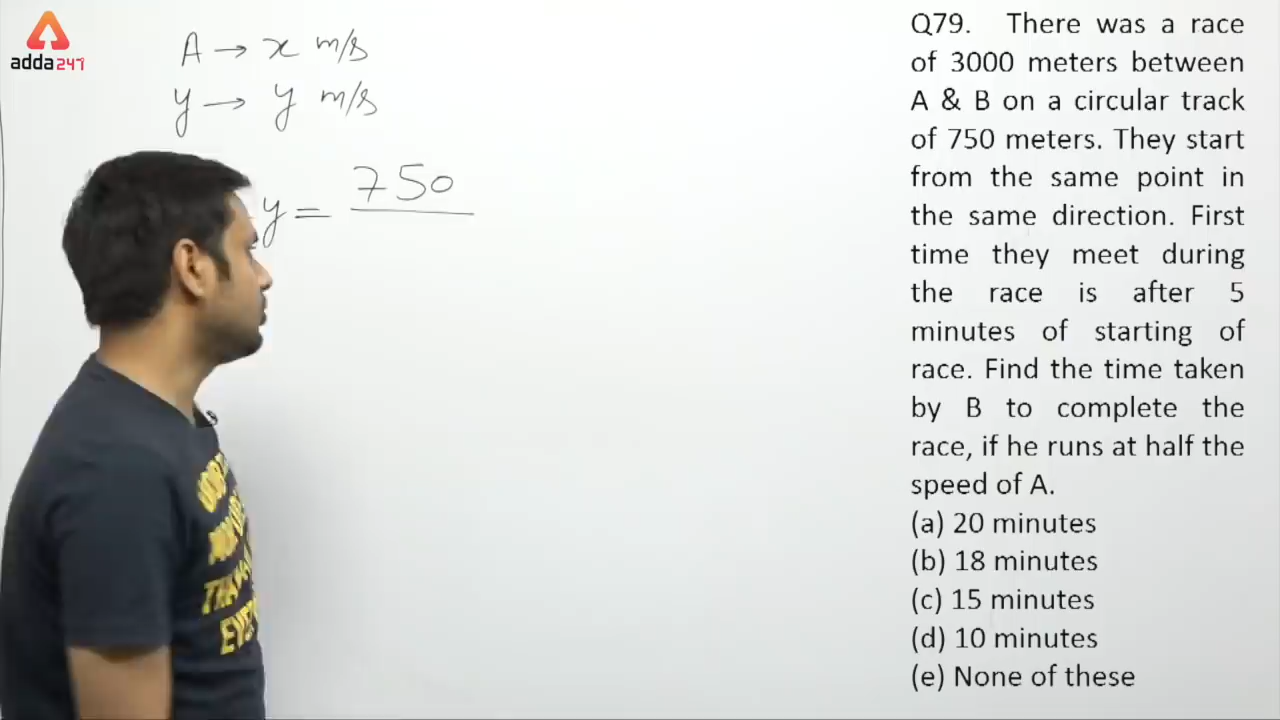 adda247
A → x m/s
y → y m/s
y = 750
Q79. There was a race
of 3000 meters between
A & B on a circular track
of 750 meters. They start
from the same point in
the same direction. First
time they meet during
the race is after 5
minutes of starting of
race. Find the time taken
by B to complete the
race, if he runs at half the
speed of A.
(a) 20 minutes
(b) 18 minutes
(c) 15 minutes
(d) 10 minutes
(e) None of these